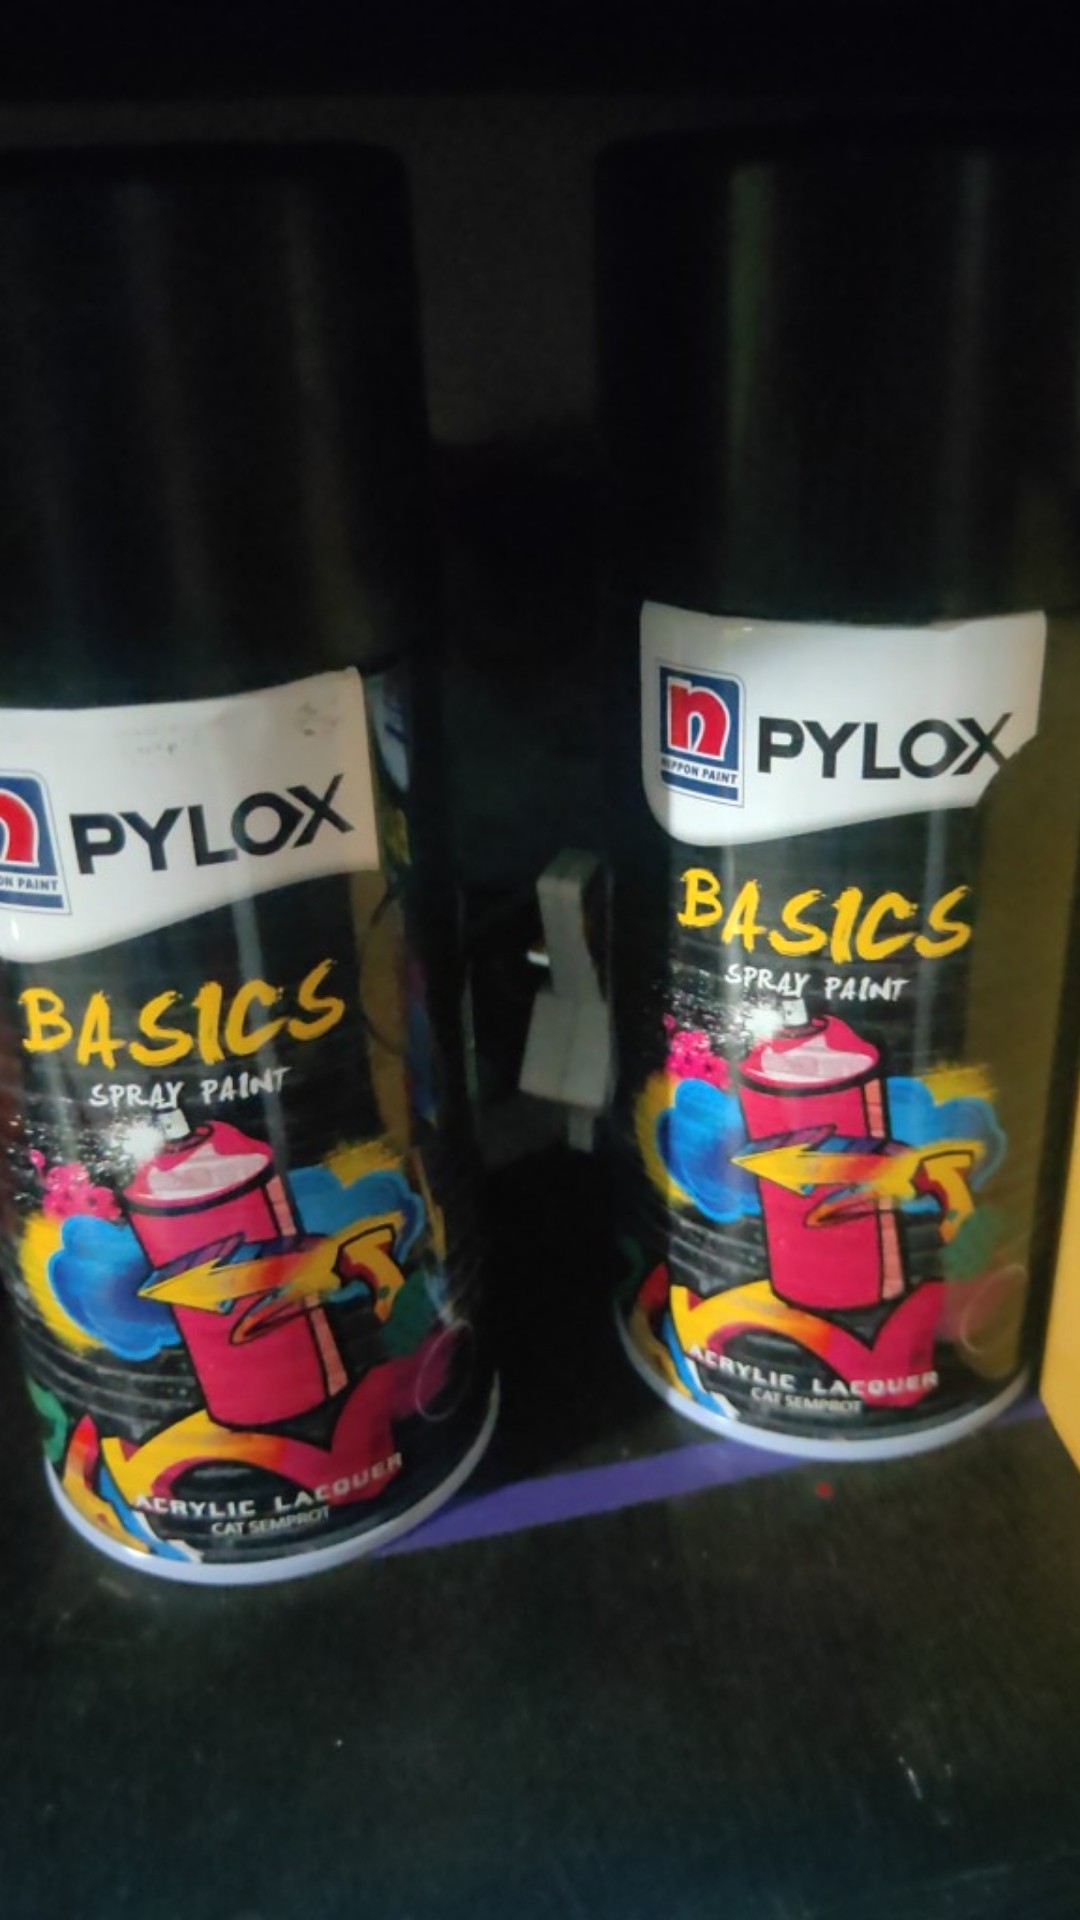 n
ON PAINT
PYLOX
BASICS
SPRAY PAINT
ACRYLIC LACQUER
CAT SEMPROT
n
NIPPON PAINT
PYLOX
BASICS
SPRAY PAINT
ACRYLIC LACQUER
CAT SEMPROT